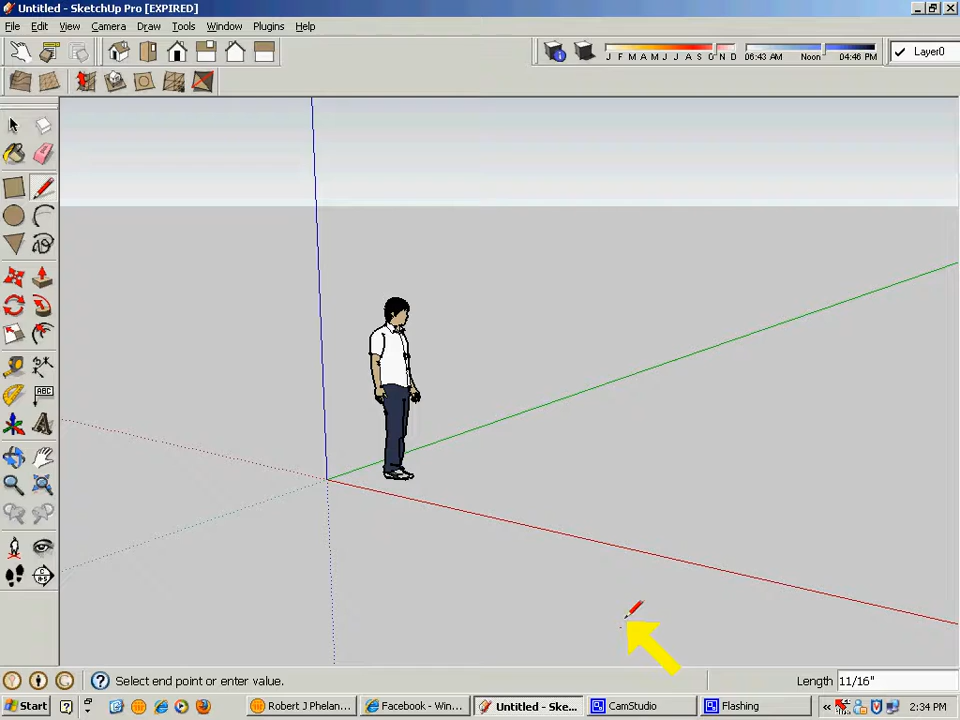 Untitled - SketchUp Pro [EXPIRED]
File Edit View Camera Draw Tools Window Plugins Help
J F M A M J J A S O N D 06:43 AM Noon 04:46 PM Layer0
ABC
Select end point or enter value. Length 11/16"
Start Robert J Phelan... Facebook - Win... Untitled - Ske... CamStudio Flashing 2:34 PM